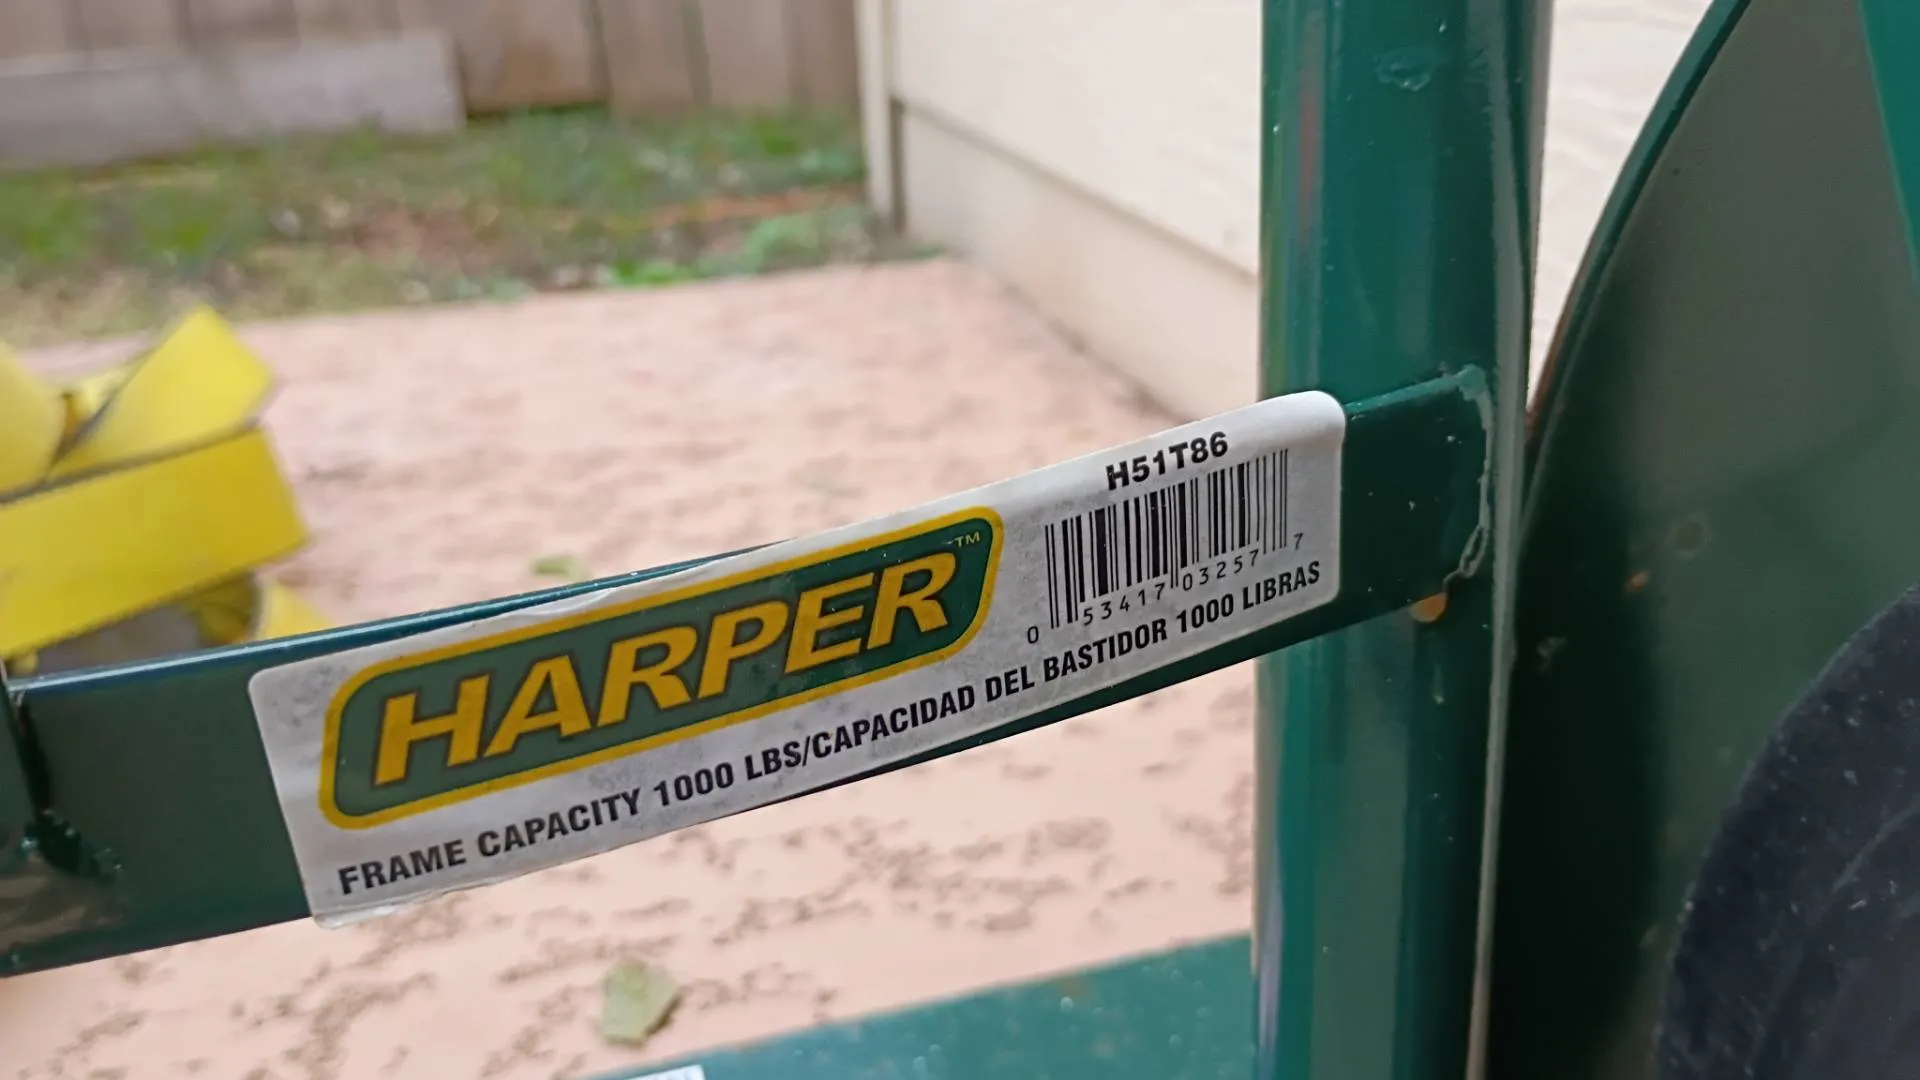 H51T86
HARPER™
0 53417 03257 7
FRAME CAPACITY 1000 LBS/CAPACIDAD DEL BASTIDOR 1000 LIBRAS